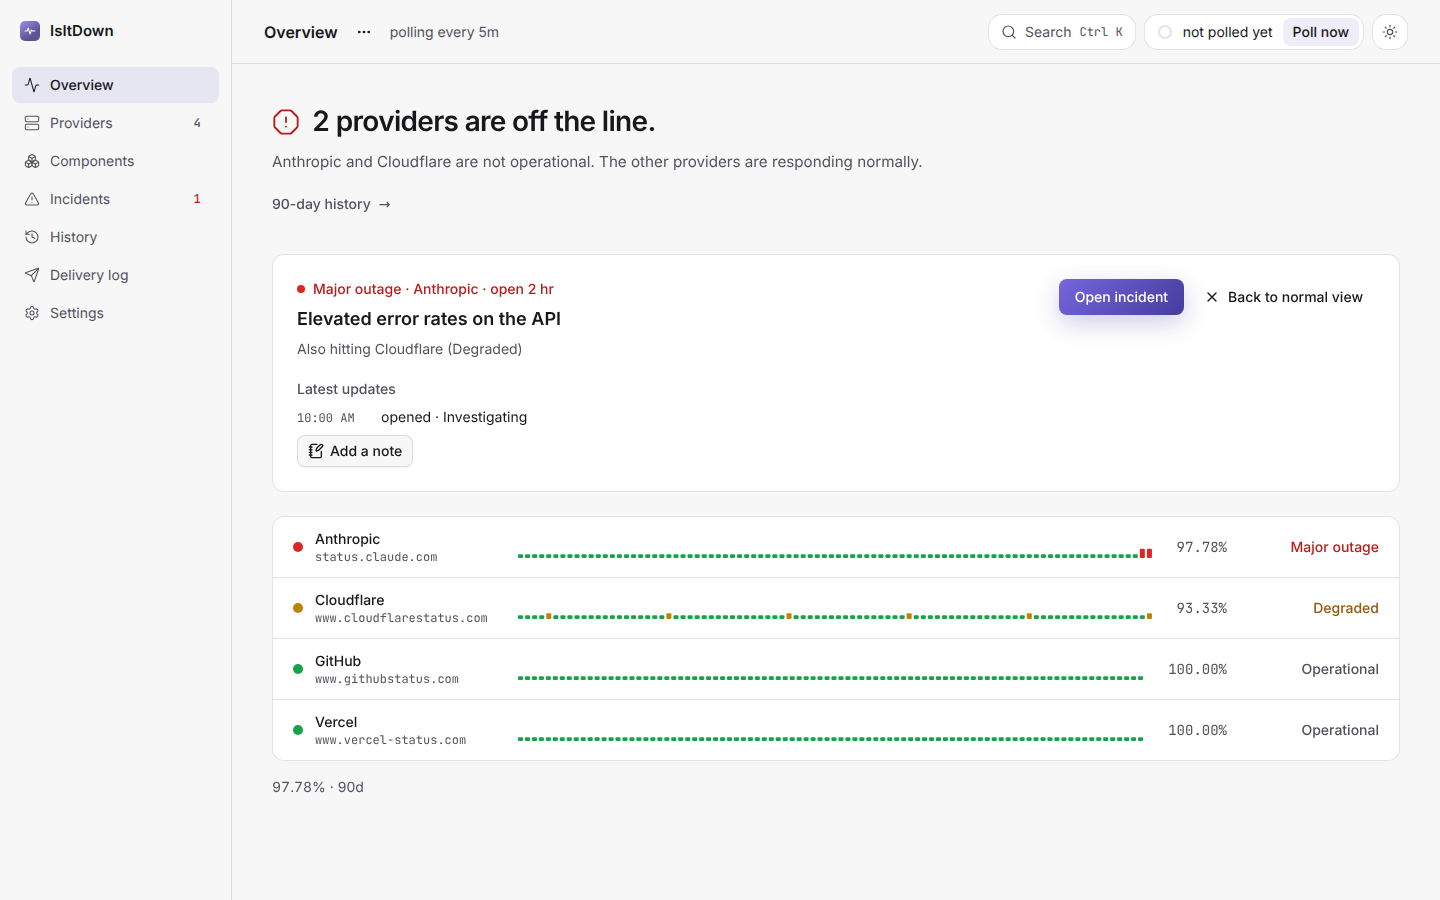 IsItDown
Overview
Providers 4
Components
Incidents 1
History
Delivery log
Settings
Overview ··· polling every 5m
Search Ctrl K
not polled yet Poll now
2 providers are off the line.
Anthropic and Cloudflare are not operational. The other providers are responding normally.
90-day history →
Major outage · Anthropic · open 2 hr
Elevated error rates on the API
Also hitting Cloudflare (Degraded)
Open incident
Back to normal view
Latest updates
10:00 AM opened · Investigating
Add a note
Anthropic
status.claude.com
97.78% Major outage
Cloudflare
www.cloudflarestatus.com
93.33% Degraded
GitHub
www.githubstatus.com
100.00% Operational
Vercel
www.vercel-status.com
100.00% Operational
97.78% · 90d